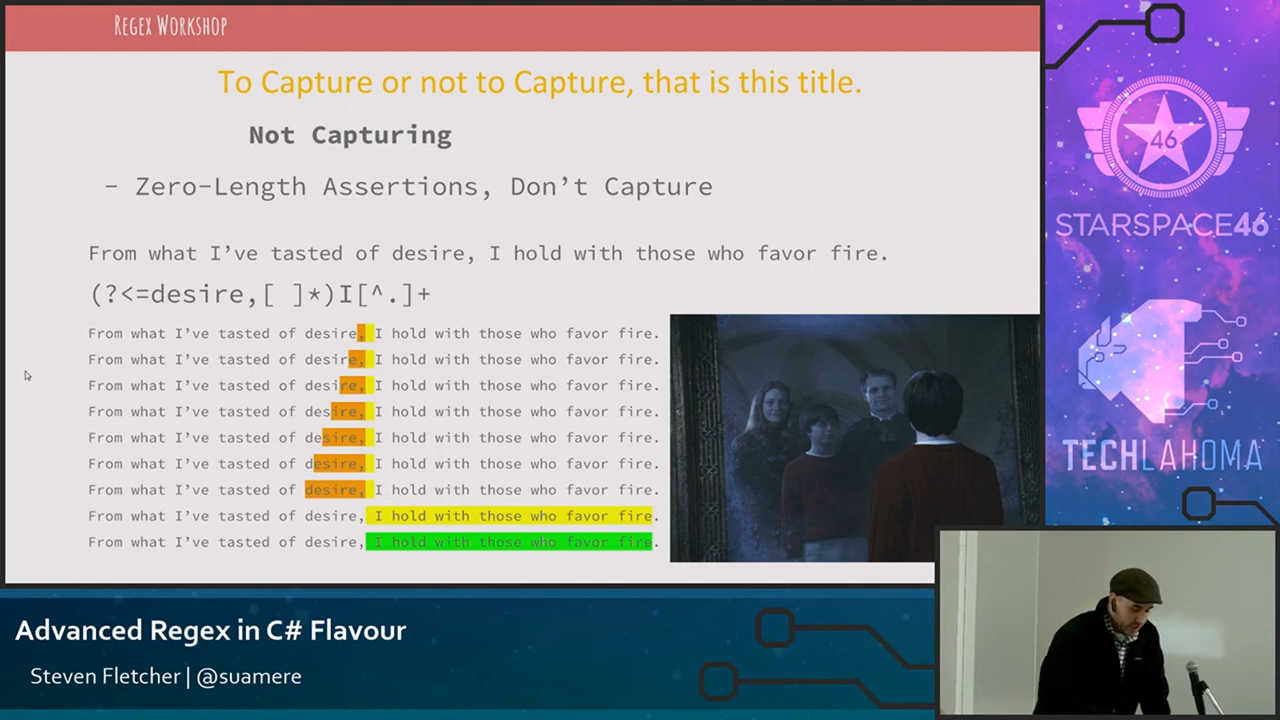 REGEX WORKSHOP
To Capture or not to Capture, that is this title.
Not Capturing
- Zero-Length Assertions, Don’t Capture
From what I’ve tasted of desire, I hold with those who favor fire.
(?<=desire,[ ]*)I[^.]+
From what I’ve tasted of desire, I hold with those who favor fire.
From what I’ve tasted of desire, I hold with those who favor fire.
From what I’ve tasted of desire, I hold with those who favor fire.
From what I’ve tasted of desire, I hold with those who favor fire.
From what I’ve tasted of desire, I hold with those who favor fire.
From what I’ve tasted of desire, I hold with those who favor fire.
From what I’ve tasted of desire, I hold with those who favor fire.
From what I’ve tasted of desire, I hold with those who favor fire.
From what I’ve tasted of desire, I hold with those who favor fire.
46
STARSPACE46
TECHLAHOMA
Advanced Regex in C# Flavour
Steven Fletcher | @suamere